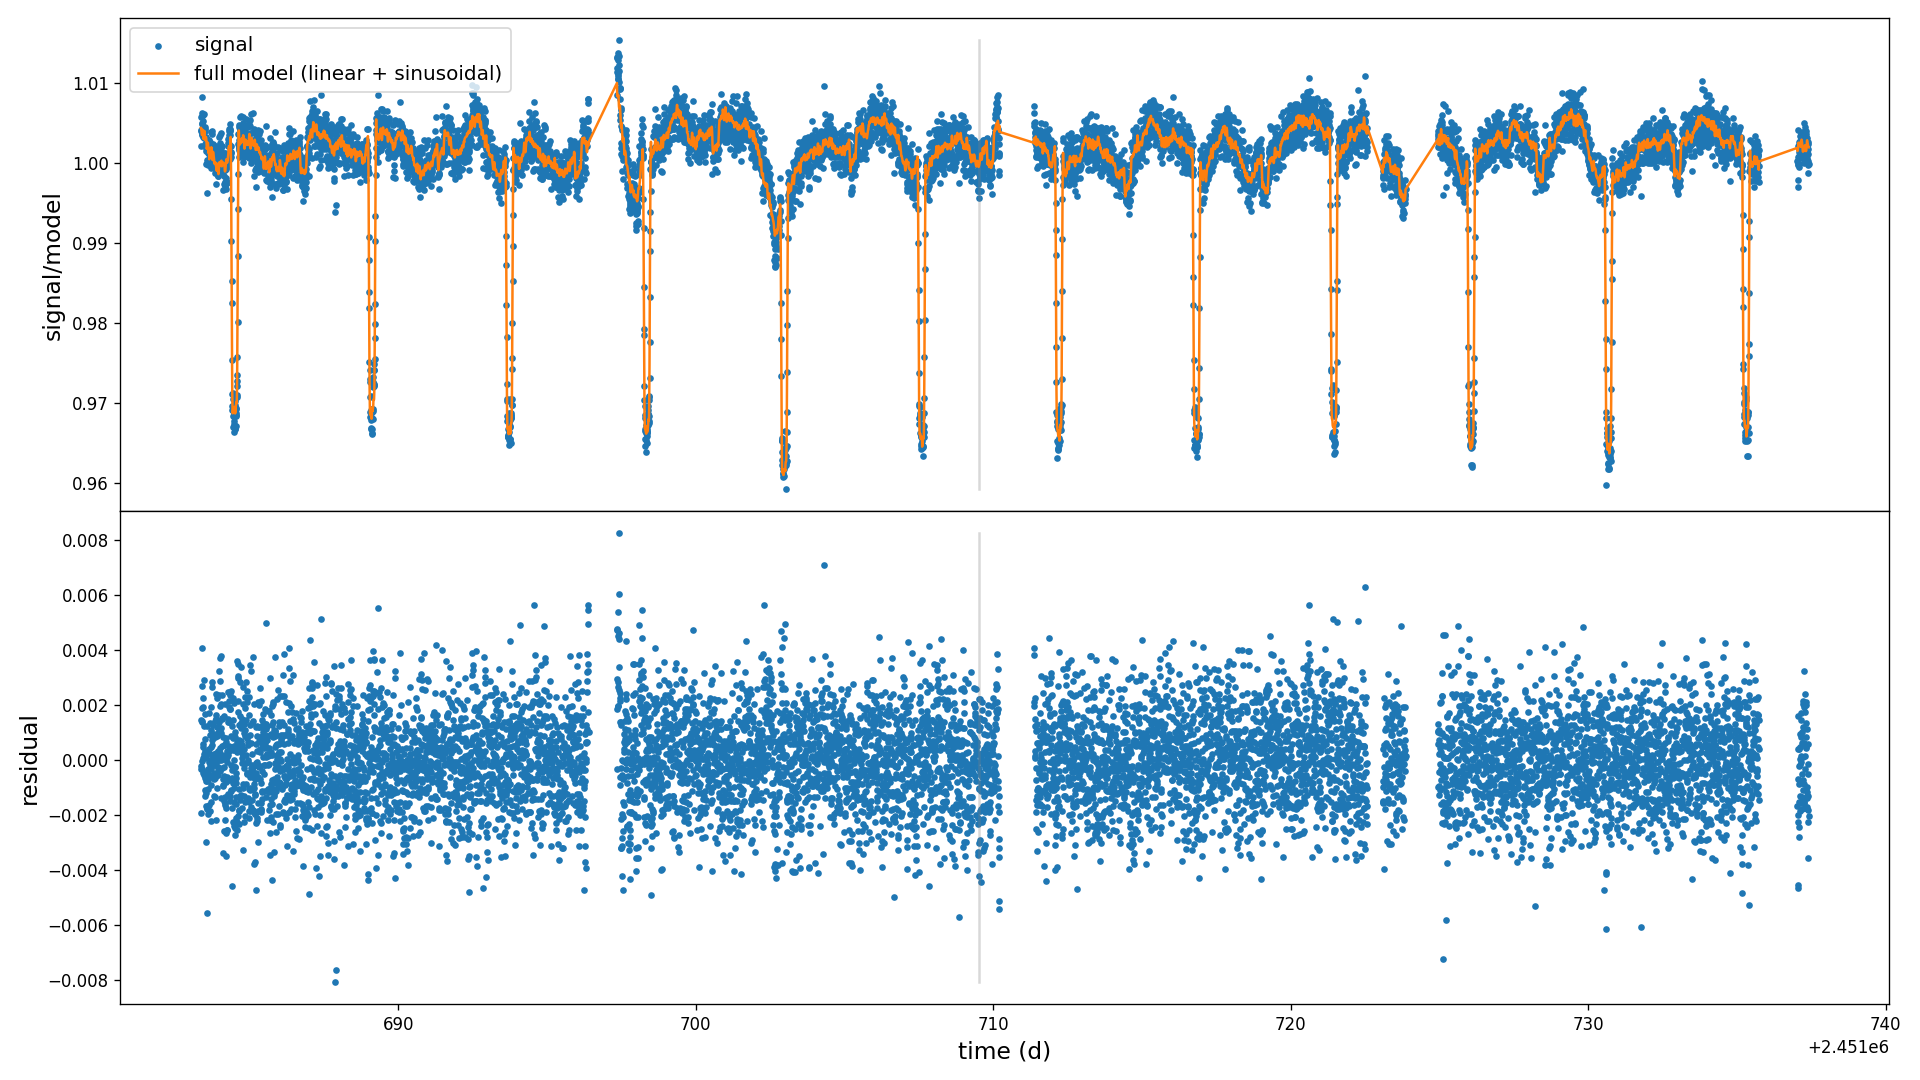 signal
full model (linear + sinusoidal)
signal/model
1.01
1.00
0.99
0.98
0.97
0.96
residual
0.008
0.006
0.004
0.002
0.000
−0.002
−0.004
−0.006
−0.008
690 700 710 720 730 740
time (d)
+2.451e6